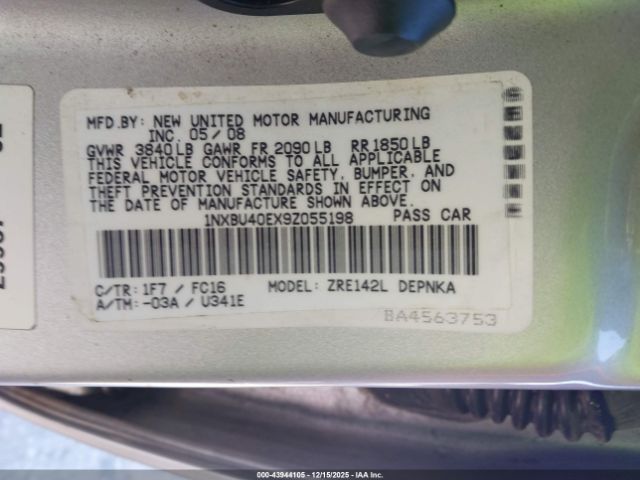 MFD.BY: NEW UNITED MOTOR MANUFACTURING
INC. 05/08
GVWR 3840LB GAWR FR 2090LB RR1850LB
THIS VEHICLE CONFORMS TO ALL APPLICABLE
FEDERAL MOTOR VEHICLE SAFETY, BUMPER, AND
THEFT PREVENTION STANDARDS IN EFFECT ON
THE DATE OF MANUFACTURE SHOWN ABOVE.
1NXBU40EX9Z055198 PASS CAR
C/TR: 1F7 / FC16 MODEL: ZRE142L DEPNKA
A/TM: -03A / U341E
BA4563753
000-43944105 - 12/15/2025 - IAA Inc.